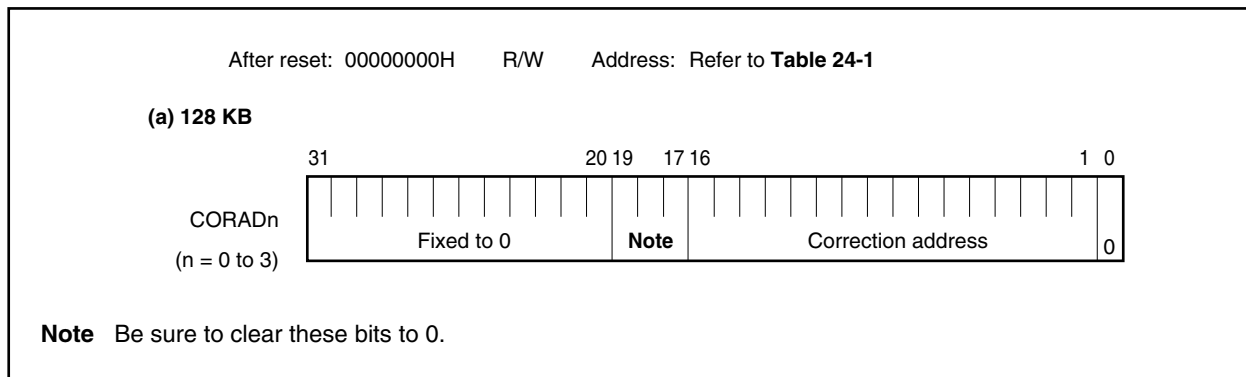 After reset: 00000000H R/W Address: Refer to Table 24-1
(a) 128 KB
31 20 19 17 16 1 0
CORADn
(n = 0 to 3)
Fixed to 0 Note Correction address 0
Note Be sure to clear these bits to 0.